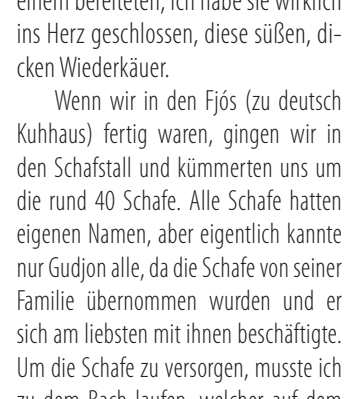 einem bereiteten, ich habe sie wirklich
ins Herz geschlossen, diese süßen, di-
cken Wiederkäuer.
Wenn wir in den Fjós (zu deutsch
Kuhhaus) fertig waren, gingen wir in
den Schafstall und kümmerten uns um
die rund 40 Schafe. Alle Schafe hatten
eigenen Namen, aber eigentlich kannte
nur Gudjon alle, da die Schafe von seiner
Familie übernommen wurden und er
sich am liebsten mit ihnen beschäftigte.
Um die Schafe zu versorgen, musste ich
zu dem Bach laufen, welcher auf dem